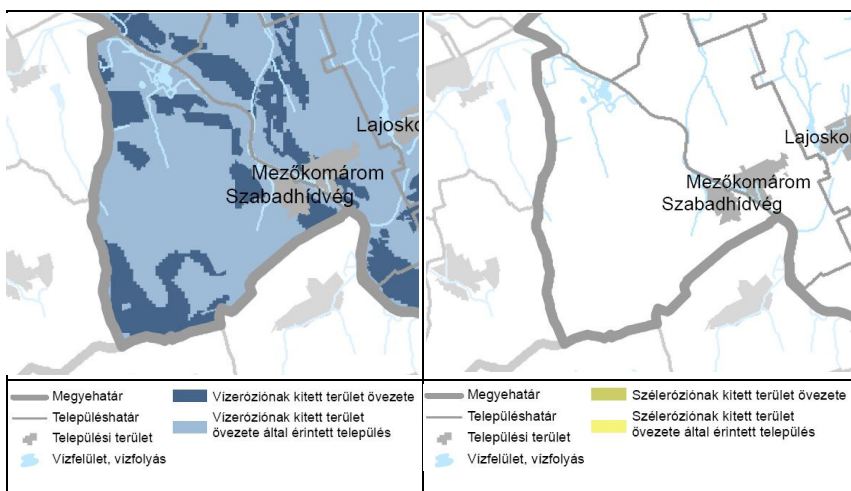 Lajosko
Mezőkomárom
Szabadhídvég
Lajosko
Mezőkomárom
Szabadhídvég
Megyehatár
Településhatár
Települési terület
Vízfelület, vízfolyás
Vízeróziónak kitett terület övezete
Vízeróziónak kitett terület
övezete által érintett település
Megyehatár
Településhatár
Települési terület
Vízfelület, vízfolyás
Széleróziónak kitett terület övezete
Széleróziónak kitett terület
övezete által érintett település